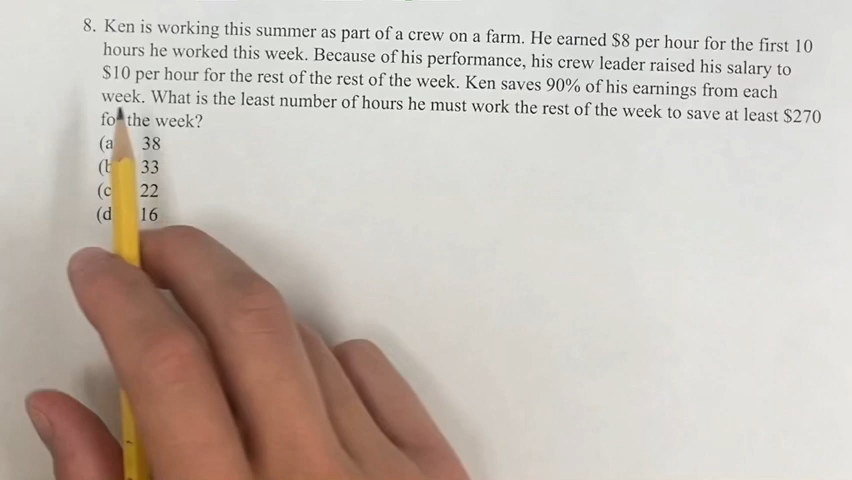 8. Ken is working this summer as part of a crew on a farm. He earned $8 per hour for the first 10
hours he worked this week. Because of his performance, his crew leader raised his salary to
$10 per hour for the rest of the rest of the week. Ken saves 90% of his earnings from each
week. What is the least number of hours he must work the rest of the week to save at least $270
fo the week?
(a 38
(b 33
(c 22
(d 16